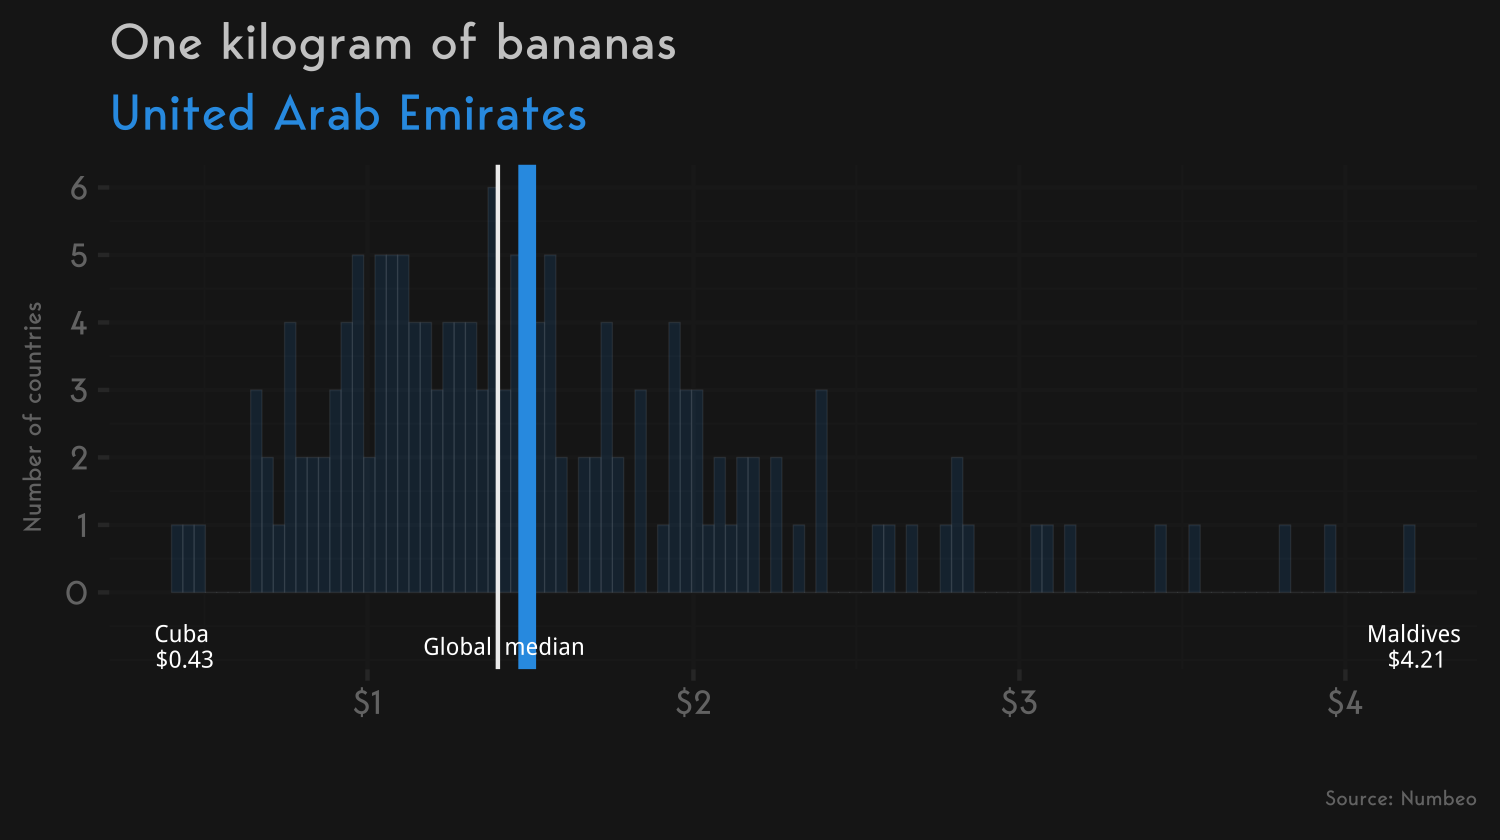 One kilogram of bananas
United Arab Emirates
Number of countries
6
5
4
3
2
1
0
Cuba
$0.43
Global median
Maldives
$4.21
$1
$2
$3
$4
Source: Numbeo